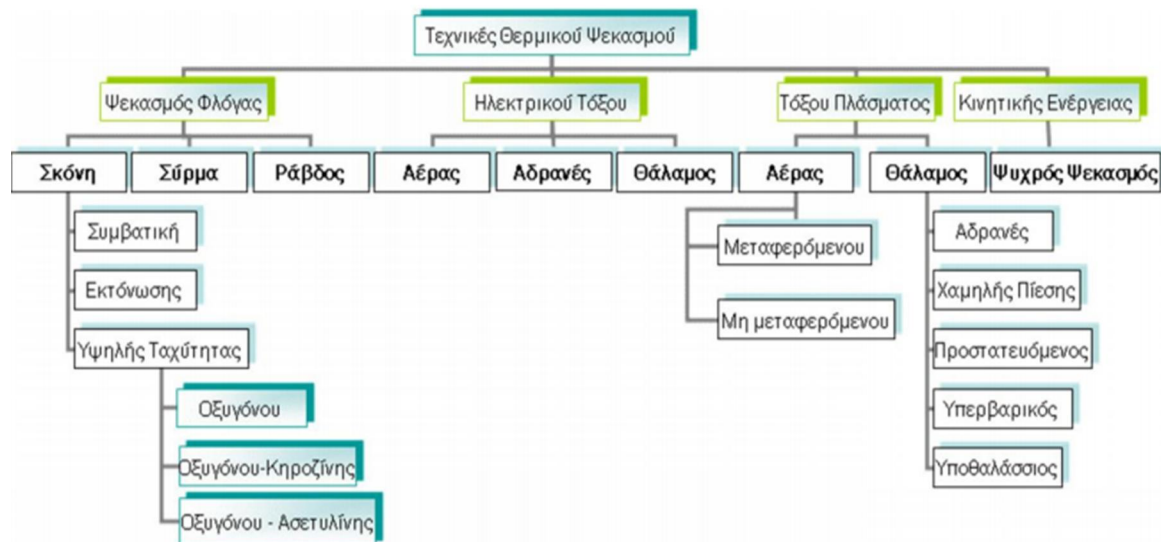 Τεχνικές Θερμικού Ψεκασμού
Ψεκασμός Φλόγας
Ηλεκτρικού Τόξου
Τόξου Πλάσματος
Κινητικής Ενέργειας
Σκόνη
Σύρμα
Ράβδος
Αέρας
Αδρανές
Θάλαμος
Αέρας
Θάλαμος
Ψυχρός Ψεκασμός
Συμβατική
Εκτόνωσης
Υψηλής Ταχύτητας
Οξυγόνου
Οξυγόνου-Κηροζίνης
Οξυγόνου - Ασετυλίνης
Μεταφερόμενου
Μη μεταφερόμενου
Αδρανές
Χαμηλής Πίεσης
Προστατευόμενος
Υπερβαρικός
Υποθαλάσσιος